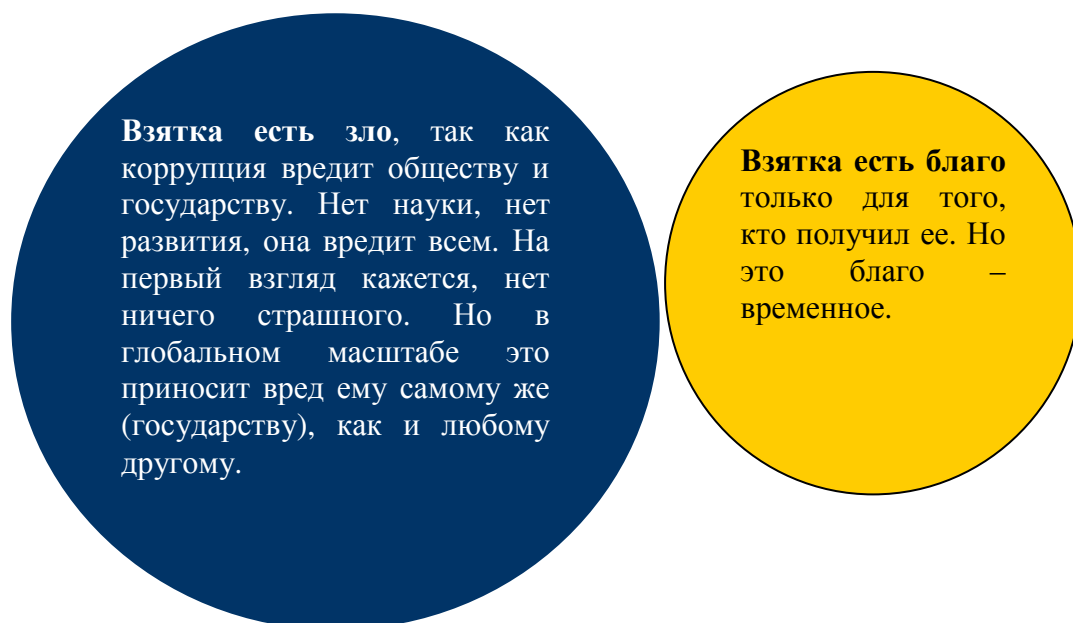 Взятка есть зло, так как
коррупция вредит обществу и
государству. Нет науки, нет
развития, она вредит всем. На
первый взгляд кажется, нет
ничего страшного. Но в
глобальном масштабе это
приносит вред ему самому же
(государству), как и любому
другому.
Взятка есть благо
только для того,
кто получил ее. Но
это благо –
временное.